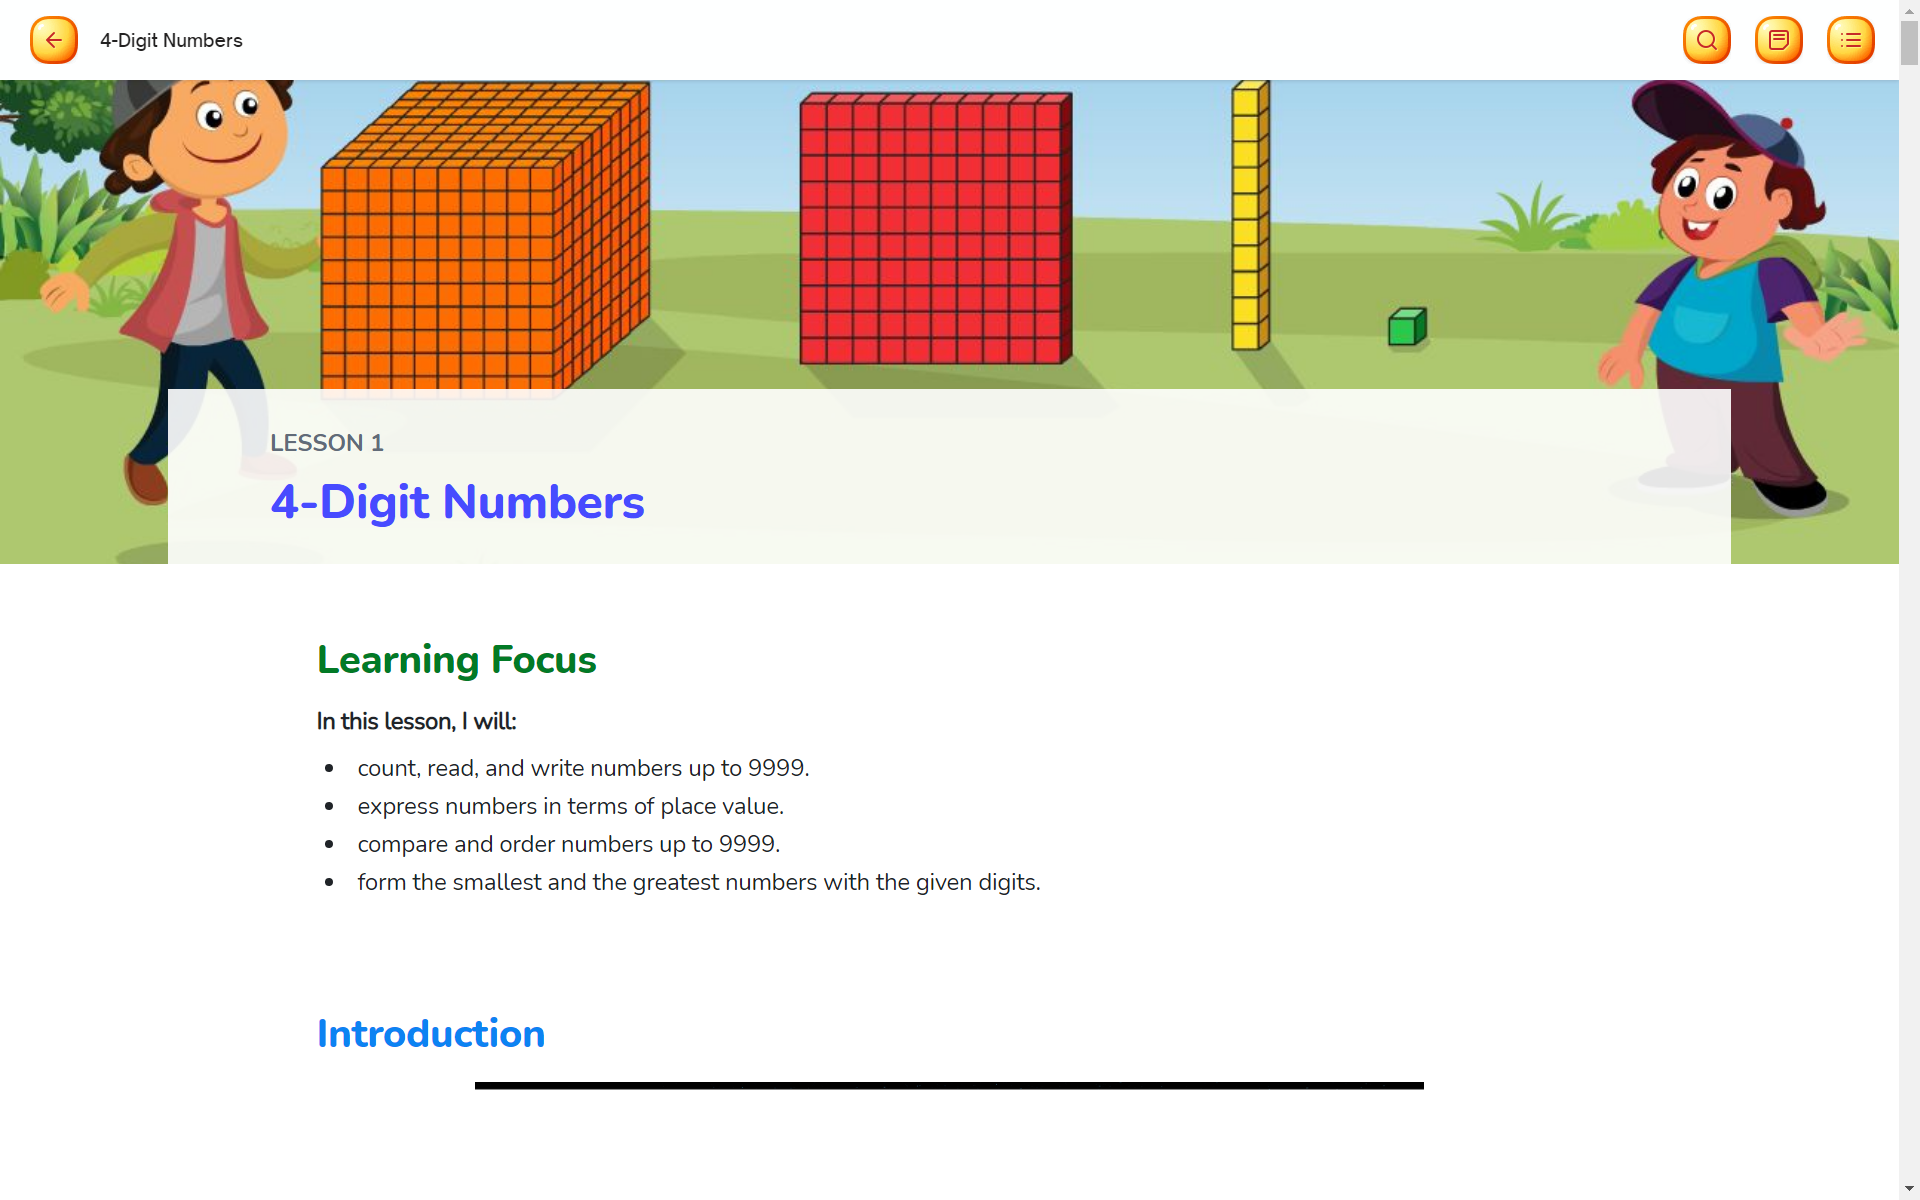 4-Digit Numbers
LESSON 1
4-Digit Numbers
Learning Focus
In this lesson, I will:
count, read, and write numbers up to 9999.
express numbers in terms of place value.
compare and order numbers up to 9999.
form the smallest and the greatest numbers with the given digits.
Introduction